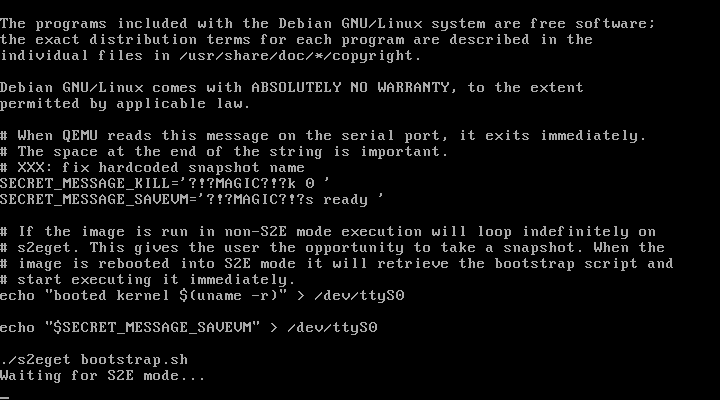 The programs included with the Debian GNU/Linux system are free software;
the exact distribution terms for each program are described in the
individual files in /usr/share/doc/*/copyright.
Debian GNU/Linux comes with ABSOLUTELY NO WARRANTY, to the extent
permitted by applicable law.
# When QEMU reads this message on the serial port, it exits immediately.
# The space at the end of the string is important.
# XXX: fix hardcoded snapshot name
SECRET_MESSAGE_KILL='?!?MAGIC?!?k 0 '
SECRET_MESSAGE_SAVEVM='?!?MAGIC?!?s ready '
# If the image is run in non-S2E mode execution will loop indefinitely on
# s2eget. This gives the user the opportunity to take a snapshot. When the
# image is rebooted into S2E mode it will retrieve the bootstrap script and
# start executing it immediately.
echo "booted kernel $(uname -r)" > /dev/ttyS0
echo "$SECRET_MESSAGE_SAVEVM" > /dev/ttyS0
./s2eget bootstrap.sh
Waiting for S2E mode...